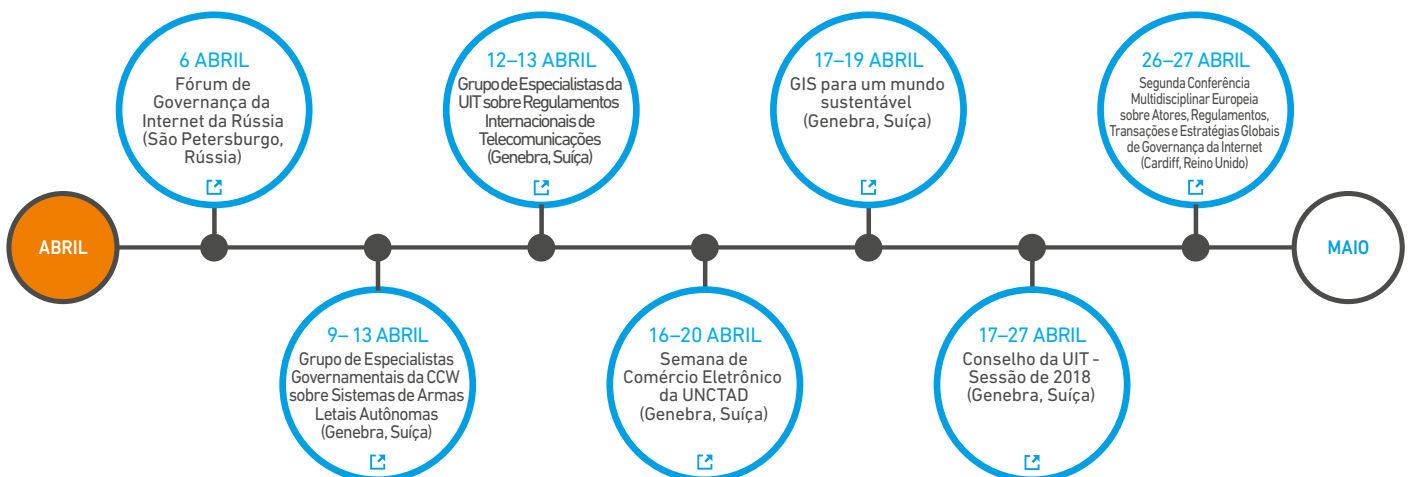 ABRIL
6 ABRIL
Fórum de
Governança da
Internet da Rússia
(São Petersburgo,
Rússia)
9– 13 ABRIL
Grupo de Especialistas
Governamentais da CCW
sobre Sistemas de Armas
Letais Autônomas
(Genebra, Suíça)
12–13 ABRIL
Grupo de Especialistas da
UIT sobre Regulamentos
Internacionais de
Telecomunicações
(Genebra, Suíça)
16–20 ABRIL
Semana de
Comércio Eletrônico
da UNCTAD
(Genebra, Suíça)
17–19 ABRIL
GIS para um mundo
sustentável
(Genebra, Suíça)
17–27 ABRIL
Conselho da UIT -
Sessão de 2018
(Genebra, Suíça)
26–27 ABRIL
Segunda Conferência
Multidisciplinar Europeia
sobre Atores, Regulamentos,
Transações e Estratégias Globais
de Governança da Internet
(Cardiff, Reino Unido)
MAIO